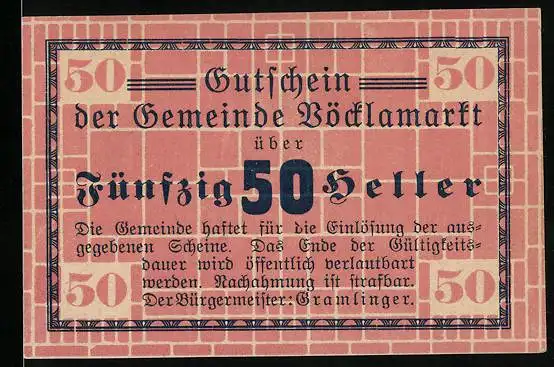 50 Gutschein 50
der Gemeinde Vöcklamarkt
über
Fünfzig 50 Heller
Die Gemeinde haftet für die Einlösung der aus-
gegebenen Scheine. Das Ende der Gültigkeits-
dauer wird öffentlich verlautbart
werden. Nachahmung ist strafbar.
50 50
Der Bürgermeister: Gramlinger.